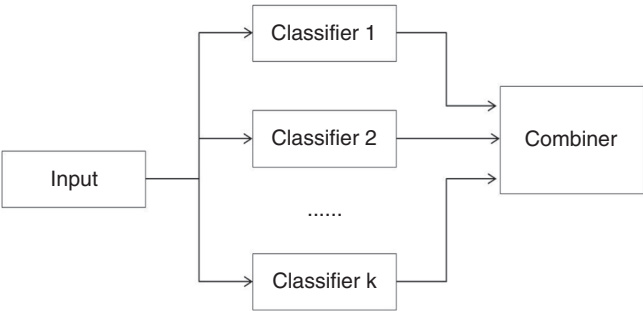 Classifier 1
Classifier 2
Combiner
Input
......
Classifier k